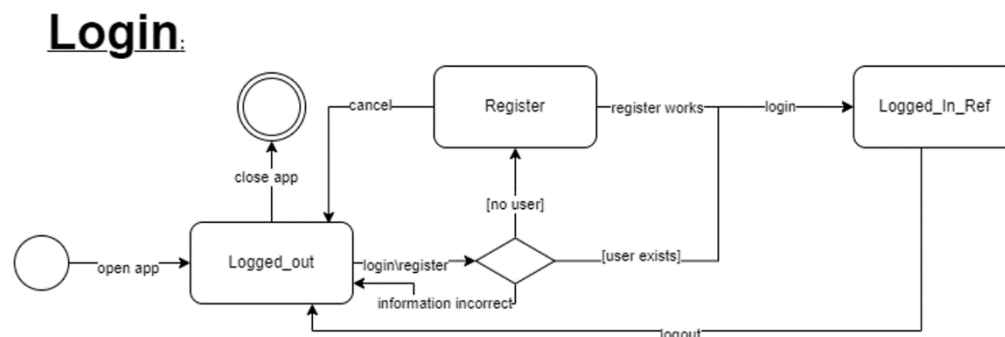 Login:
cancel
Register
register works
login
Logged_In_Ref
close app
[no user]
open app
Logged_out
login\register
[user exists]
information incorrect
logout